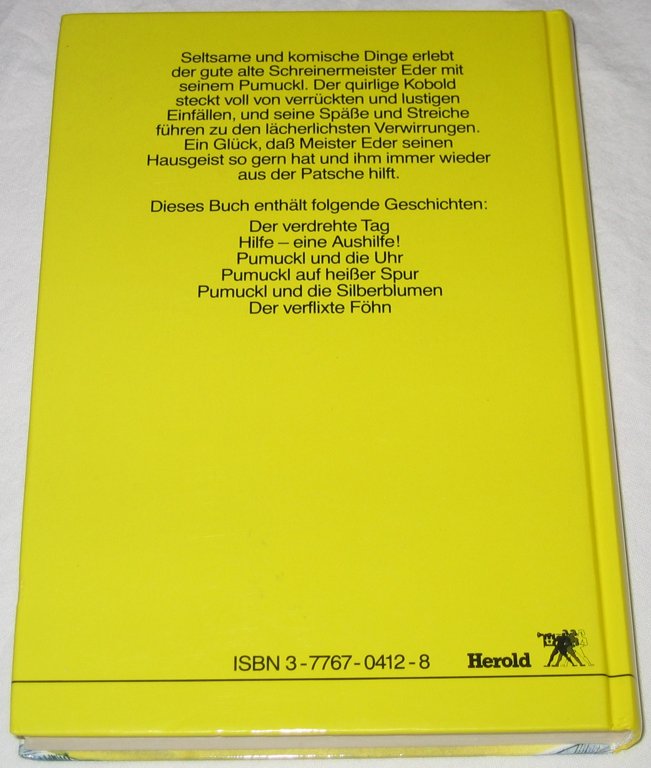 Seltsame und komische Dinge erlebt
der gute alte Schreinermeister Eder mit
seinem Pumuckl. Der quirlige Kobold
steckt voll von verrückten und lustigen
Einfällen, und seine Späße und Streiche
führen zu den lächerlichsten Verwirrungen.
Ein Glück, daß Meister Eder seinen
Hausgeist so gern hat und ihm immer wieder
aus der Patsche hilft.
Dieses Buch enthält folgende Geschichten:
Der verdrehte Tag
Hilfe – eine Aushilfe!
Pumuckl und die Uhr
Pumuckl auf heißer Spur
Pumuckl und die Silberblumen
Der verflixte Föhn
ISBN 3-7767-0412-8 Herold